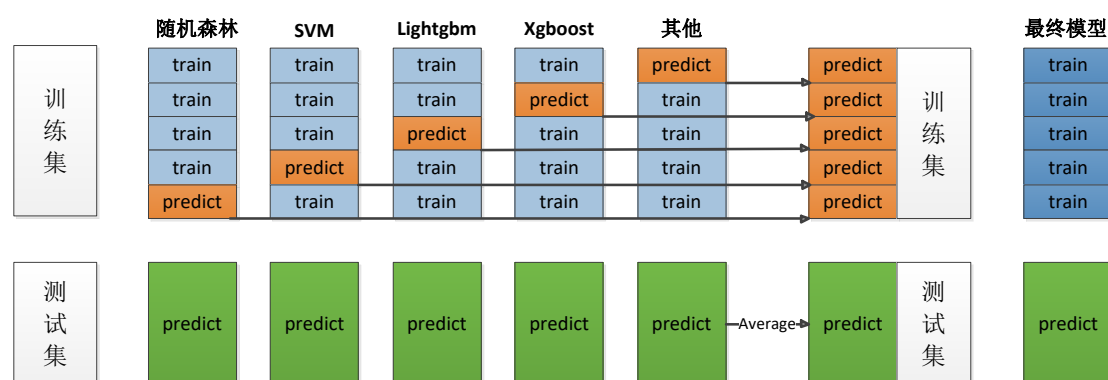 随机森林 SVM Lightgbm Xgboost 其他 最终模型
train train train train predict predict train
train train train predict train predict train
train train predict train train predict train
train predict train train train predict train
predict train train train train predict train
训
练
集
训
练
集
测
试
集
predict predict predict predict predict Average predict predict
测
试
集